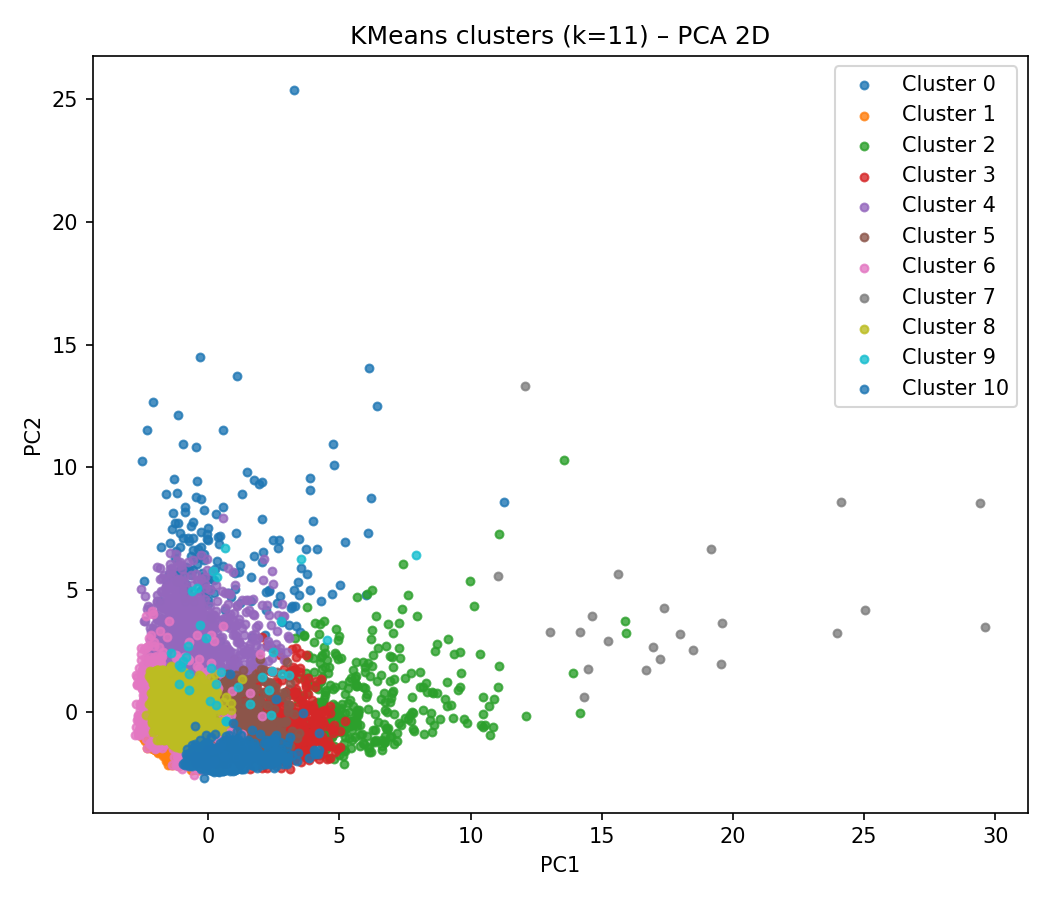 KMeans clusters (k=11) – PCA 2D
25
20
15
10
5
0
PC2
0
5
10
15
20
25
30
PC1
Cluster 0
Cluster 1
Cluster 2
Cluster 3
Cluster 4
Cluster 5
Cluster 6
Cluster 7
Cluster 8
Cluster 9
Cluster 10